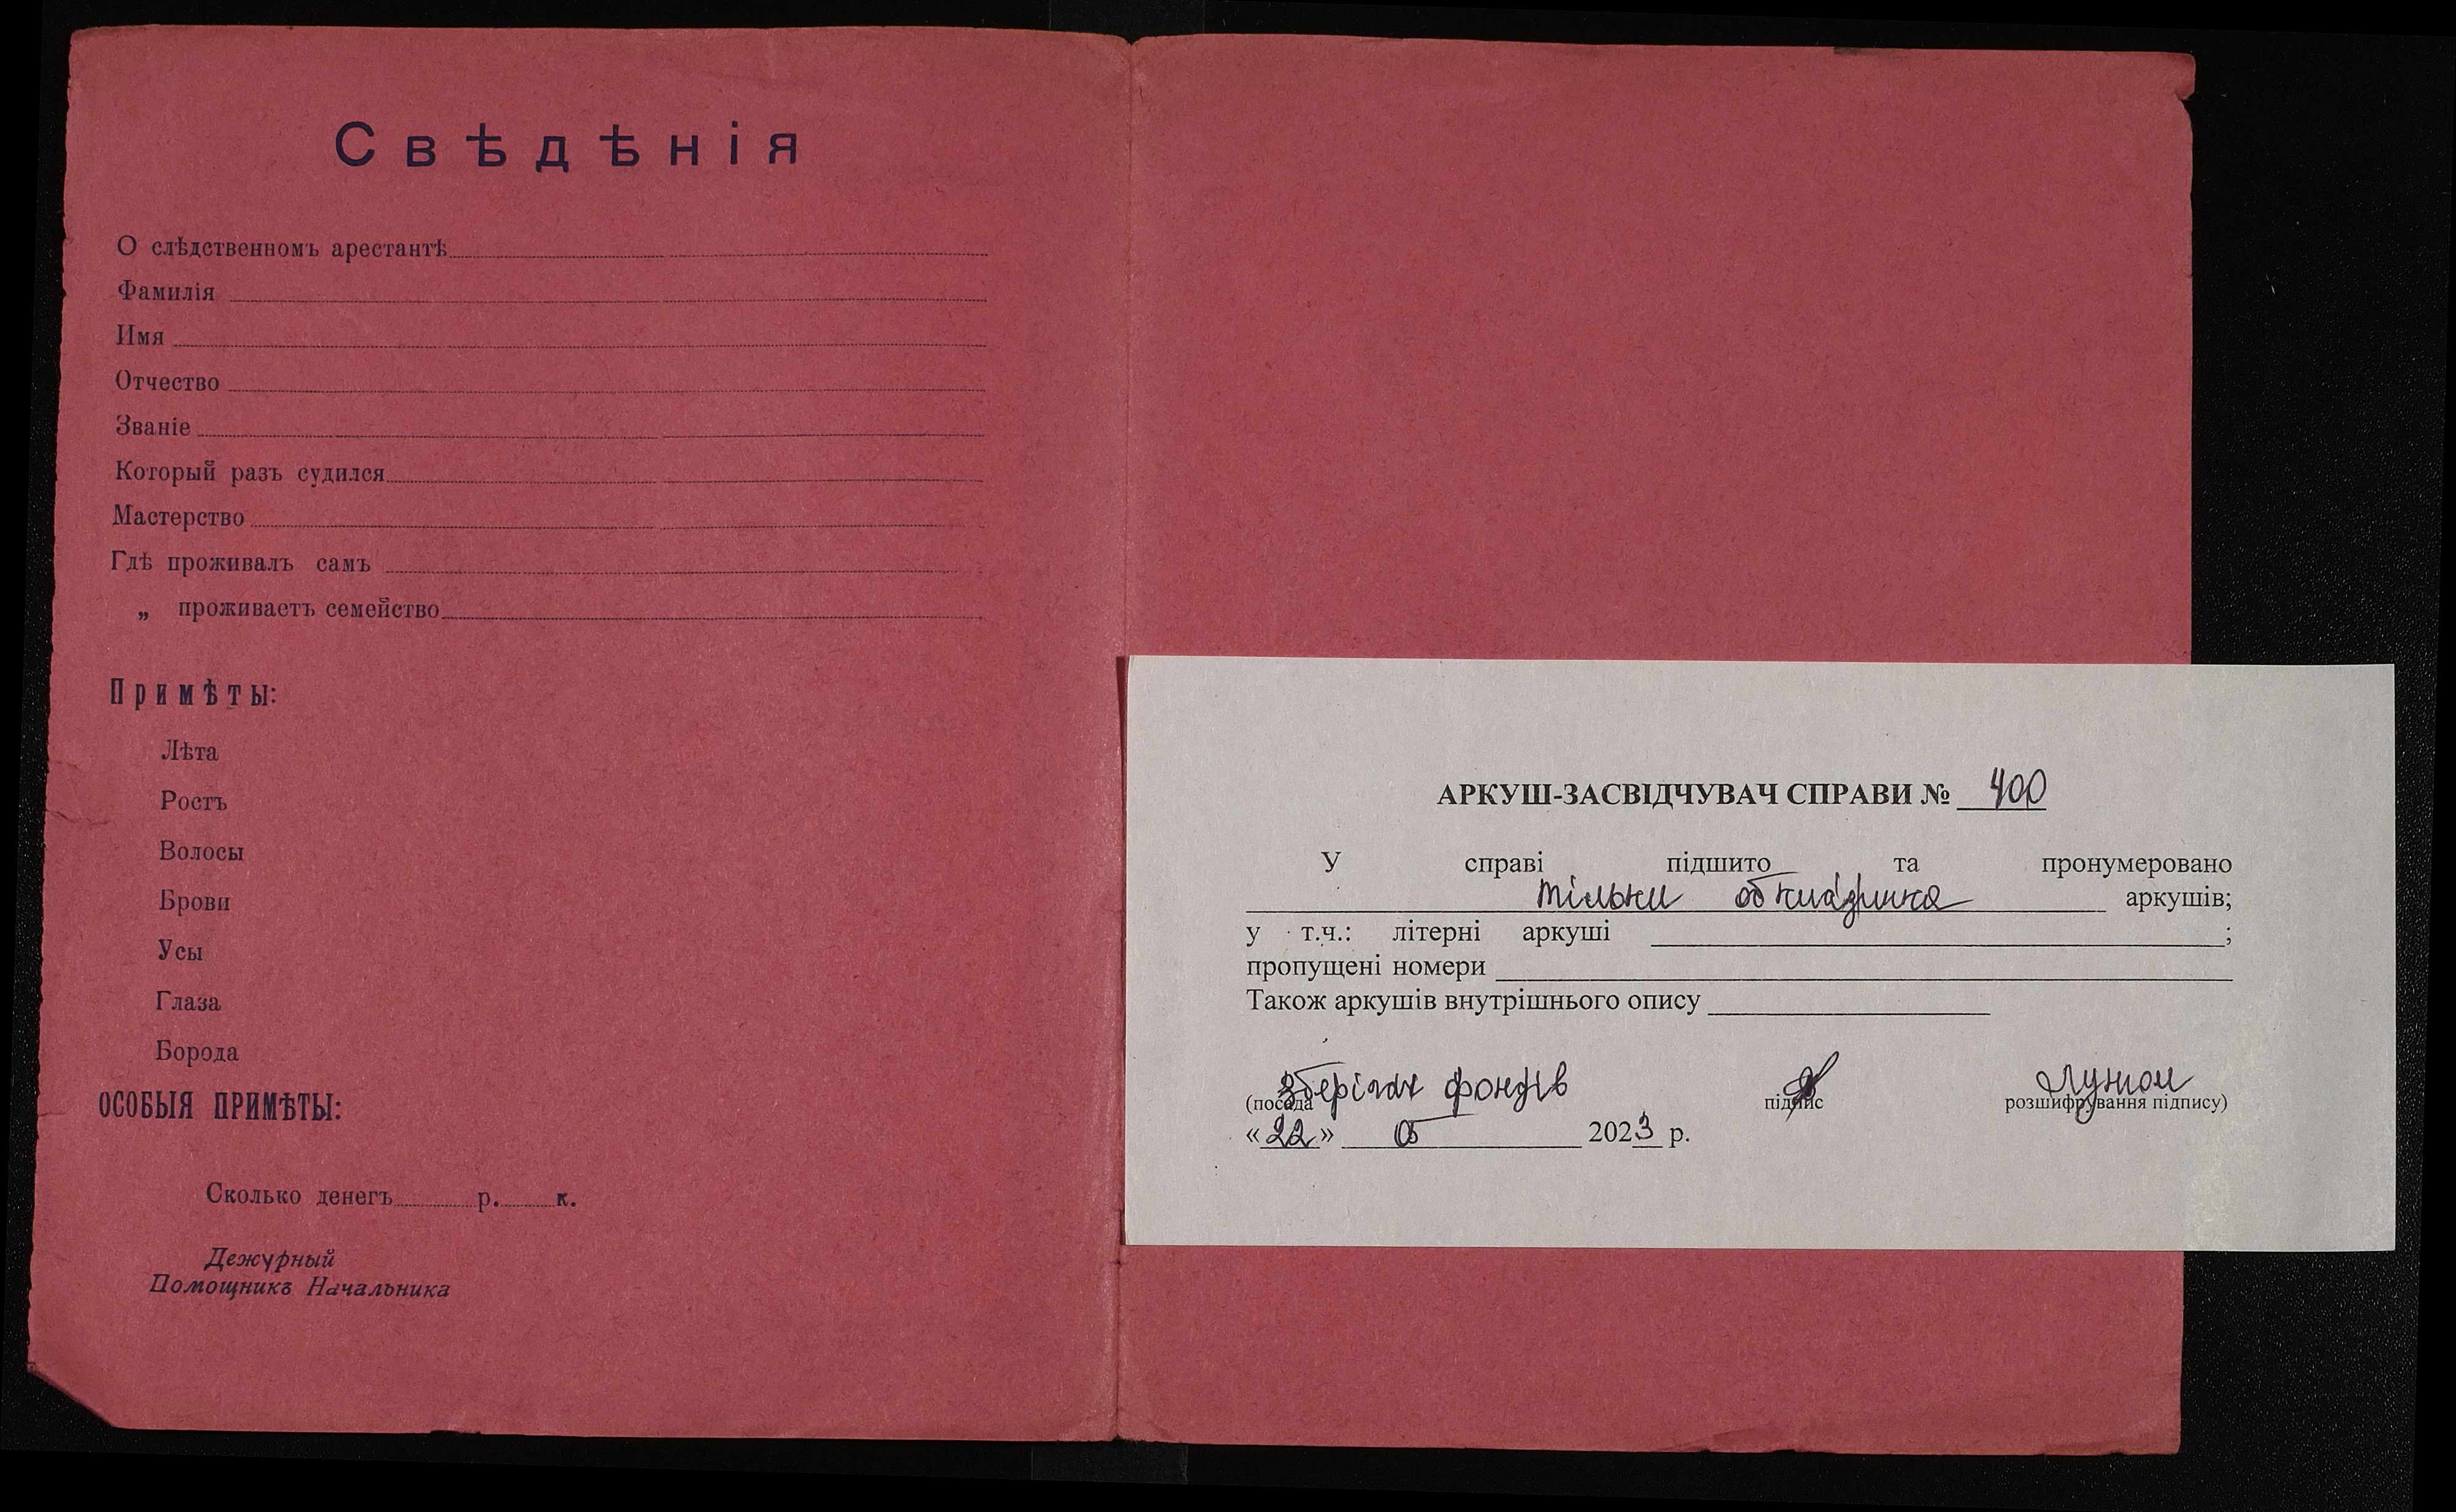 Свѣдѣнія
О слѣдственномъ арестантѣ
Фамилія
Имя
Отчество
Званіе
Который разъ судился
Мастерство
Гдѣ проживалъ самъ
„ проживаетъ семейство
Примѣты:
Лѣта
Ростъ
Волосы
Брови
Усы
Глаза
Борода
ОСОБЫЯ ПРИМѢТЫ:
Сколько денегъ р. к.
Дежурный
Помощникъ Начальника
АРКУШ-ЗАСВІДЧУВАЧ СПРАВИ № 400
У справі підшито та пронумеровано
тільки обкладинка аркушів;
у т.ч.: літерні аркуші ;
пропущені номери
Також аркушів внутрішнього опису
Зберігач фондів
(посада підпис розшифрування підпису)
«22» 05 2023 р.